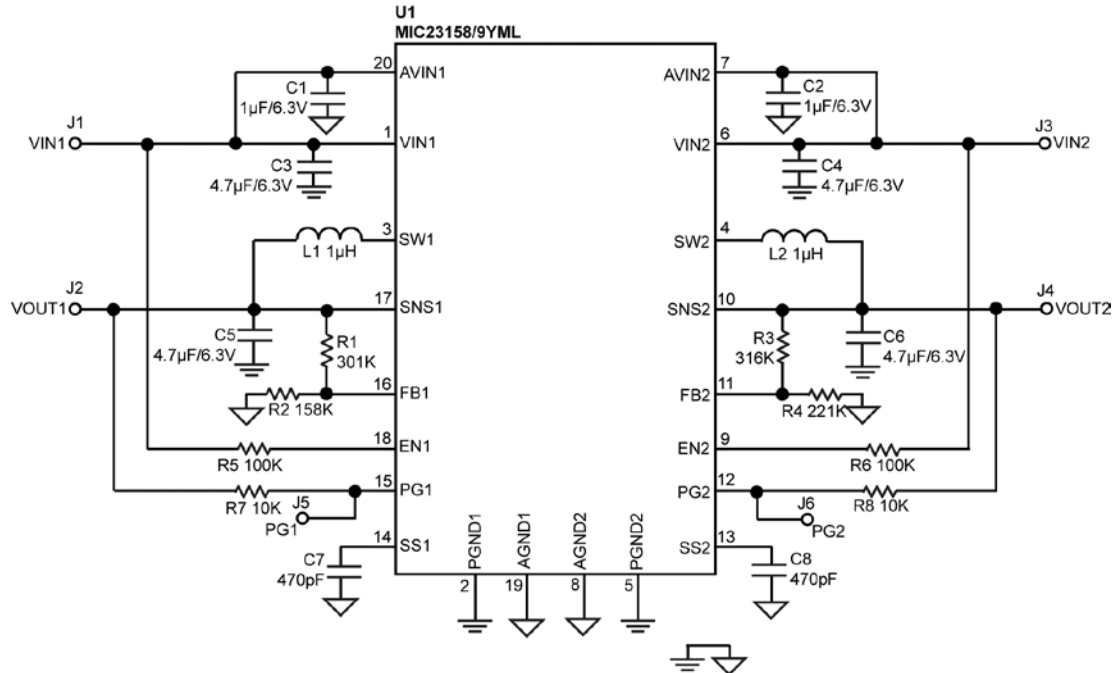 U1
MIC23158/9YML
20
AVIN1
C1
1µF/6.3V
J1
VIN1
1
VIN1
C3
4.7µF/6.3V
3
SW1
L1 1µH
J2
VOUT1
17
SNS1
C5
4.7µF/6.3V
R1
301K
16
FB1
R2 158K
18
EN1
R5 100K
15
PG1
R7 10K
J5
PG1
14
SS1
C7
470pF
7
AVIN2
C2
1µF/6.3V
J3
VIN2
6
VIN2
C4
4.7µF/6.3V
4
SW2
L2 1µH
J4
VOUT2
10
SNS2
R3
316K
C6
4.7µF/6.3V
11
FB2
R4 221K
9
EN2
R6 100K
12
PG2
R8 10K
J6
PG2
13
SS2
C8
470pF
PGND1
AGND1
AGND2
PGND2
2
19
8
5